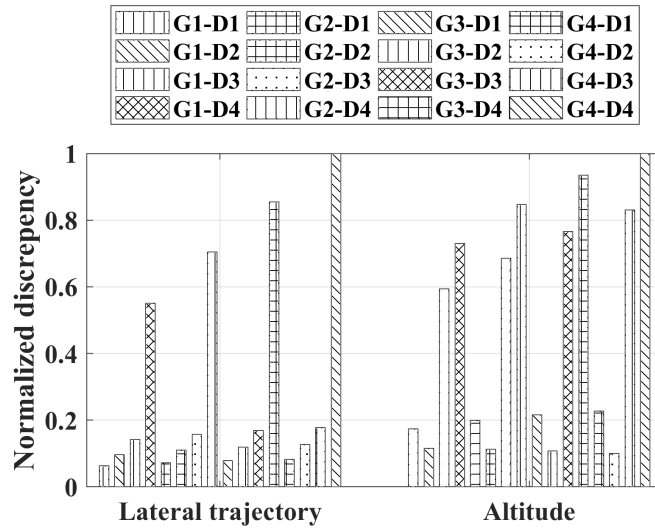 G1-D1 G2-D1 G3-D1 G4-D1
G1-D2 G2-D2 G3-D2 G4-D2
G1-D3 G2-D3 G3-D3 G4-D3
G1-D4 G2-D4 G3-D4 G4-D4
1
0.8
0.6
0.4
0.2
0
Normalized discrepency
Lateral trajectory Altitude